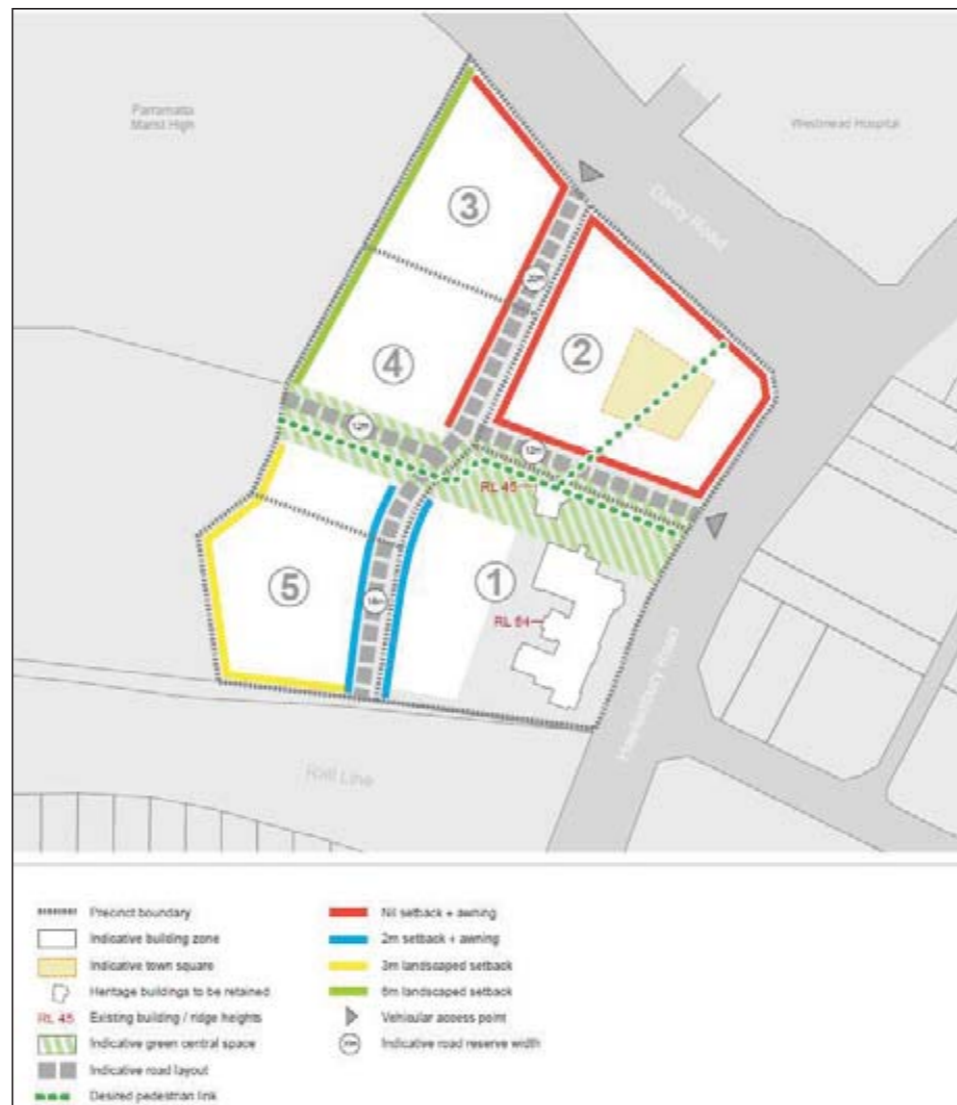 Parramatta
Marist High
Westmead Hospital
Darcy Road
3
2
4
12m
12m
RL 45
1
5
RL 64
Hawkesbury Road
Rail Line
Precinct boundary
Indicative building zone
Indicative town square
Heritage buildings to be retained
RL 45 Existing building / ridge heights
Indicative green central space
Indicative road layout
Desired pedestrian link
Nil setback + awning
2m setback + awning
3m landscaped setback
6m landscaped setback
Vehicular access point
Indicative road reserve width